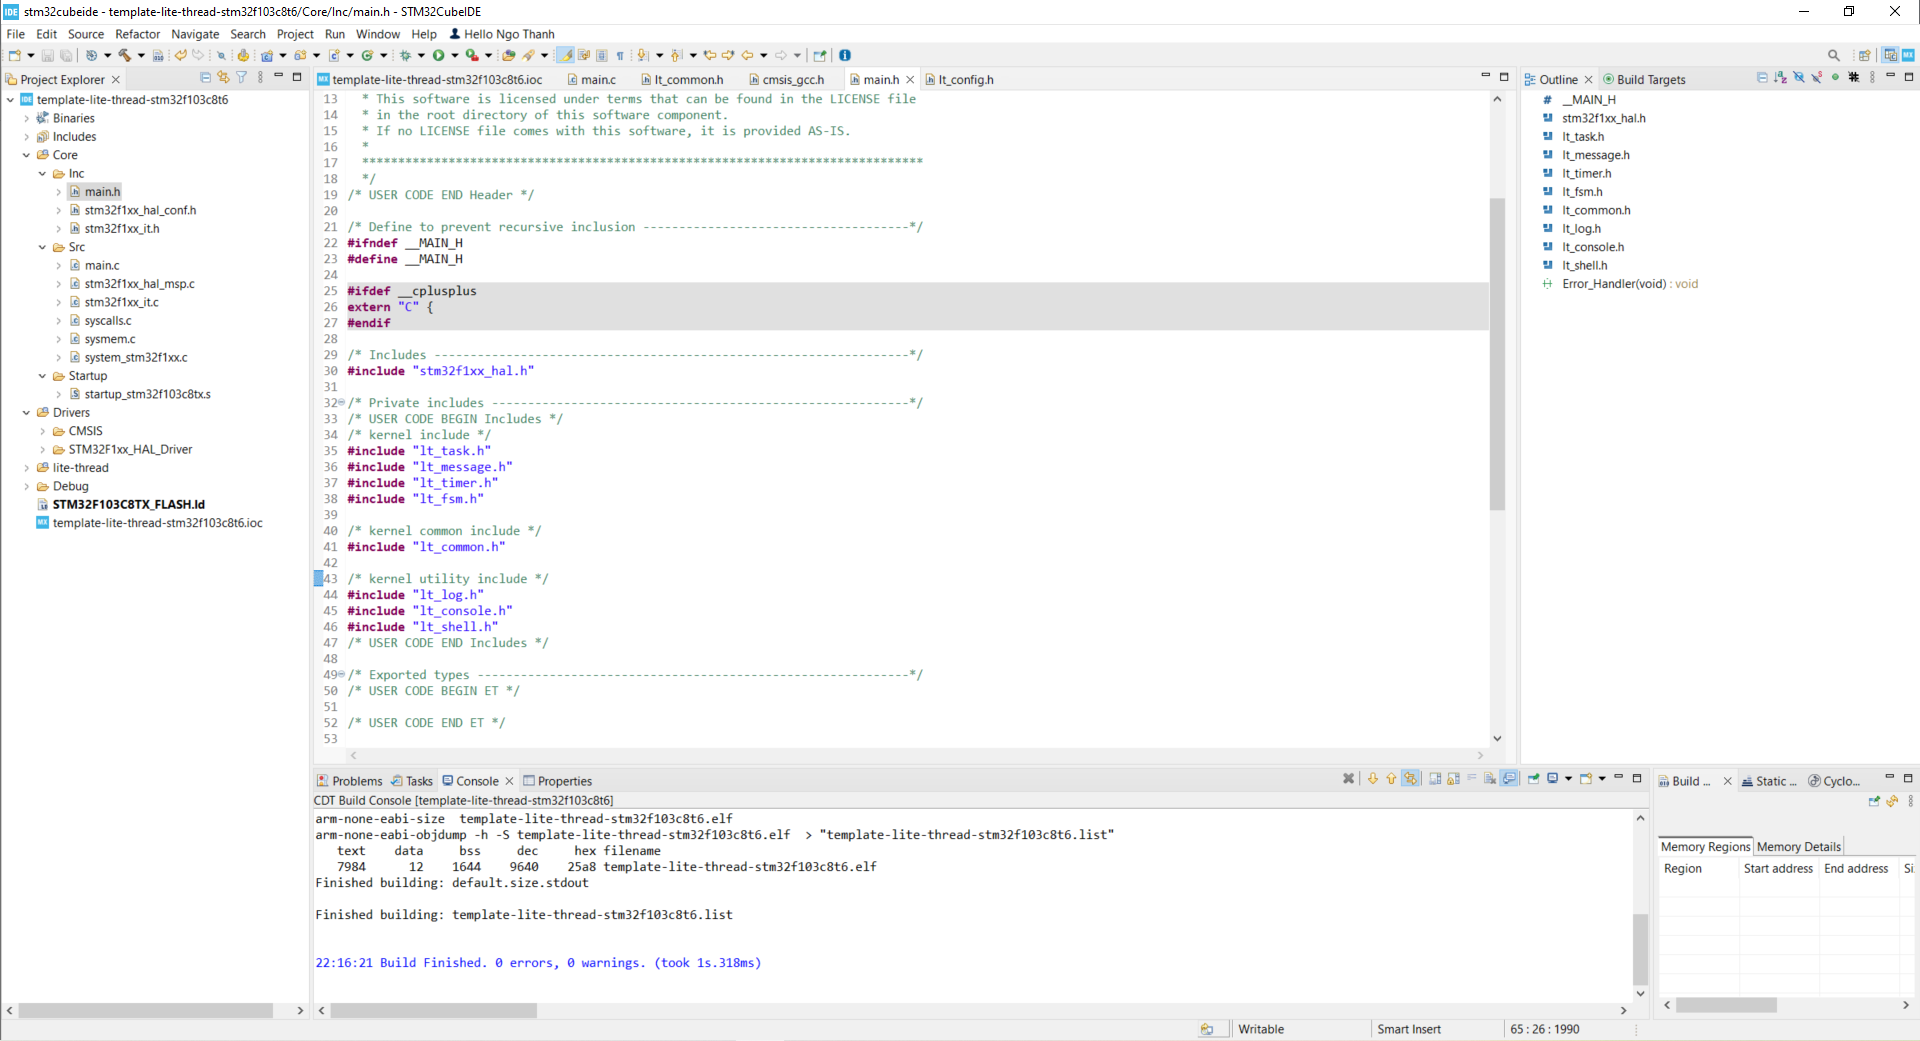 IDE stm32cubeide - template-lite-thread-stm32f103c8t6/Core/Inc/main.h - STM32CubeIDE
File Edit Source Refactor Navigate Search Project Run Window Help Hello Ngo Thanh
Project Explorer
template-lite-thread-stm32f103c8t6
Binaries
Includes
Core
Inc
main.h
stm32f1xx_hal_conf.h
stm32f1xx_it.h
Src
main.c
stm32f1xx_hal_msp.c
stm32f1xx_it.c
syscalls.c
sysmem.c
system_stm32f1xx.c
Startup
startup_stm32f103c8tx.s
Drivers
CMSIS
STM32F1xx_HAL_Driver
lite-thread
Debug
STM32F103C8TX_FLASH.ld
template-lite-thread-stm32f103c8t6.ioc
template-lite-thread-stm32f103c8t6.ioc main.c lt_common.h cmsis_gcc.h main.h lt_config.h
13 * This software is licensed under terms that can be found in the LICENSE file
14 * in the root directory of this software component.
15 * If no LICENSE file comes with this software, it is provided AS-IS.
16 *
17 ******************************************************************************
18 */
19 /* USER CODE END Header */
20
21 /* Define to prevent recursive inclusion -------------------------------------*/
22 #ifndef __MAIN_H
23 #define __MAIN_H
24
25 #ifdef __cplusplus
26 extern "C" {
27 #endif
28
29 /* Includes ------------------------------------------------------------------*/
30 #include "stm32f1xx_hal.h"
31
32 /* Private includes ----------------------------------------------------------*/
33 /* USER CODE BEGIN Includes */
34 /* kernel include */
35 #include "lt_task.h"
36 #include "lt_message.h"
37 #include "lt_timer.h"
38 #include "lt_fsm.h"
39
40 /* kernel common include */
41 #include "lt_common.h"
42
43 /* kernel utility include */
44 #include "lt_log.h"
45 #include "lt_console.h"
46 #include "lt_shell.h"
47 /* USER CODE END Includes */
48
49 /* Exported types ------------------------------------------------------------*/
50 /* USER CODE BEGIN ET */
51
52 /* USER CODE END ET */
53
Outline Build Targets
# __MAIN_H
stm32f1xx_hal.h
lt_task.h
lt_message.h
lt_timer.h
lt_fsm.h
lt_common.h
lt_log.h
lt_console.h
lt_shell.h
Error_Handler(void) : void
Problems Tasks Console Properties
CDT Build Console [template-lite-thread-stm32f103c8t6]
arm-none-eabi-size template-lite-thread-stm32f103c8t6.elf
arm-none-eabi-objdump -h -S template-lite-thread-stm32f103c8t6.elf > "template-lite-thread-stm32f103c8t6.list"
text data bss dec hex filename
7984 12 1644 9640 25a8 template-lite-thread-stm32f103c8t6.elf
Finished building: default.size.stdout
Finished building: template-lite-thread-stm32f103c8t6.list
22:16:21 Build Finished. 0 errors, 0 warnings. (took 1s.318ms)
Build ... Static ... Cyclo...
Memory Regions Memory Details
Region Start address End address Si
Writable Smart Insert 65 : 26 : 1990